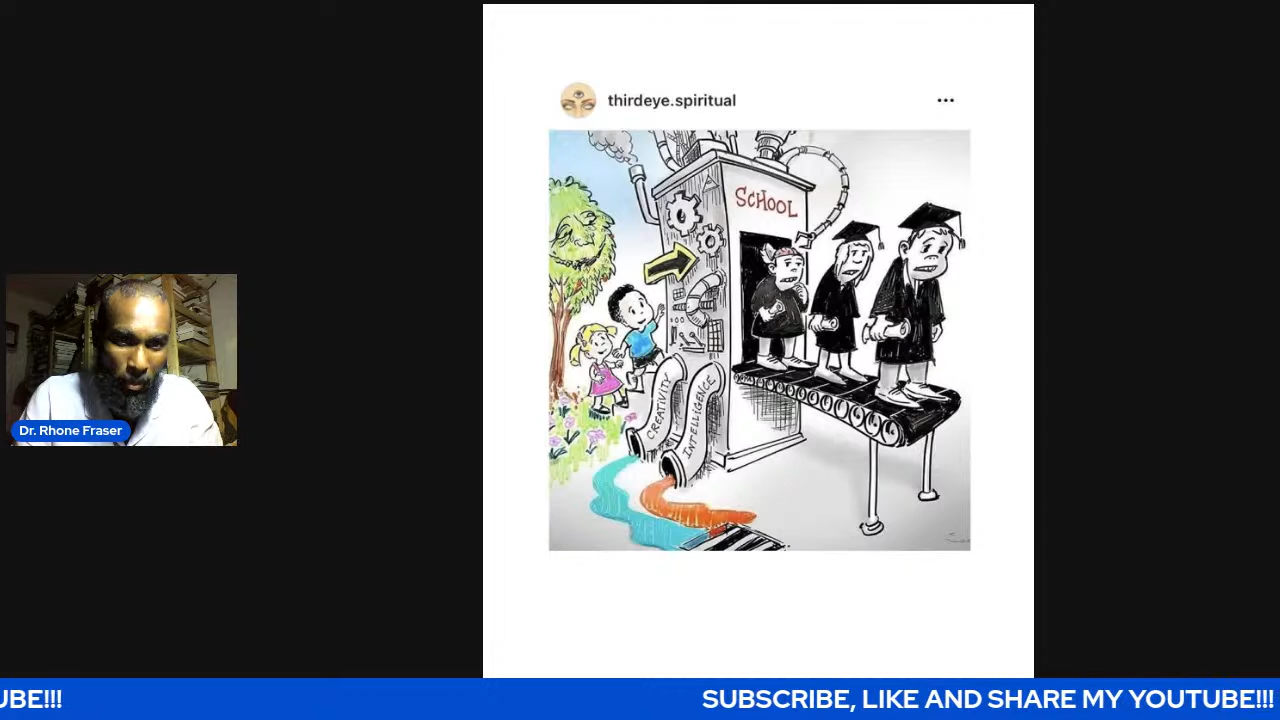 thirdeye.spiritual
SCHOOL
CREATIVITY
INTELLIGENCE
Dr. Rhone Fraser
UBE!!!
SUBSCRIBE, LIKE AND SHARE MY YOUTUBE!!!